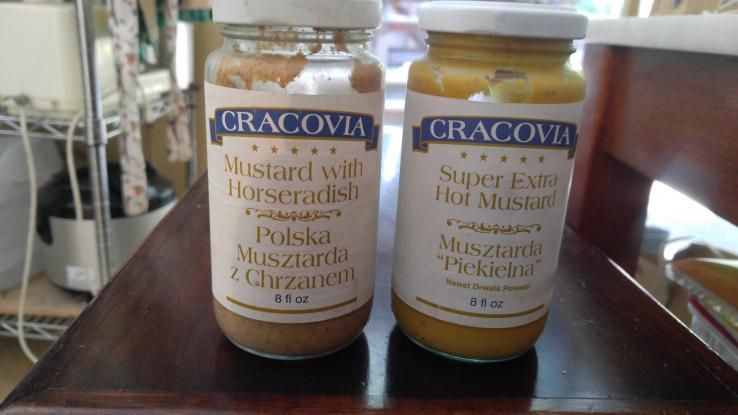 CRACOVIA
Mustard with
Horseradish
Polska
Musztarda
z Chrzanem
8 fl oz
CRACOVIA
Super Extra
Hot Mustard
Musztarda
"Piekielna"
Nawet Drwala Powala!
8 fl oz